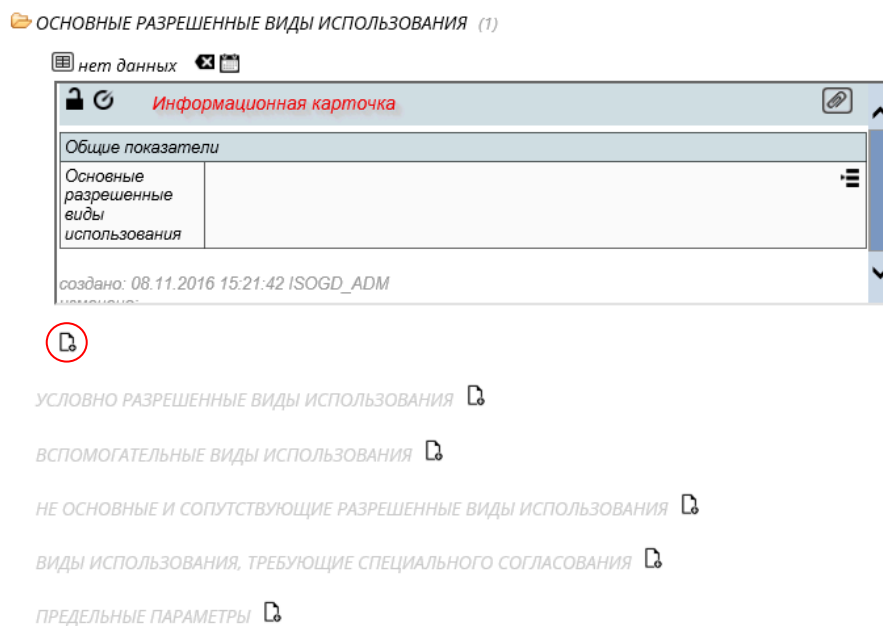 ОСНОВНЫЕ РАЗРЕШЕННЫЕ ВИДЫ ИСПОЛЬЗОВАНИЯ (1)
нет данных
Информационная карточка
Общие показатели
Основные
разрешенные
виды
использования
создано: 08.11.2016 15:21:42 ISOGD_ADM
УСЛОВНО РАЗРЕШЕННЫЕ ВИДЫ ИСПОЛЬЗОВАНИЯ
ВСПОМОГАТЕЛЬНЫЕ ВИДЫ ИСПОЛЬЗОВАНИЯ
НЕ ОСНОВНЫЕ И СОПУТСТВУЮЩИЕ РАЗРЕШЕННЫЕ ВИДЫ ИСПОЛЬЗОВАНИЯ
ВИДЫ ИСПОЛЬЗОВАНИЯ, ТРЕБУЮЩИЕ СПЕЦИАЛЬНОГО СОГЛАСОВАНИЯ
ПРЕДЕЛЬНЫЕ ПАРАМЕТРЫ